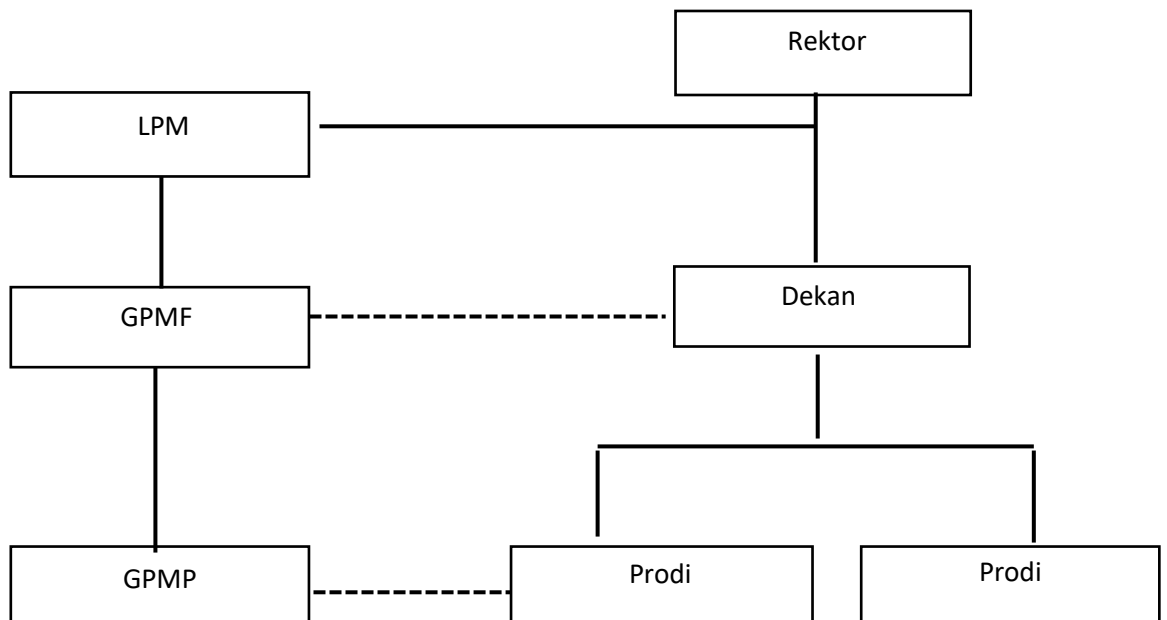 Rektor
LPM
Dekan
GPMF
GPMP
Prodi
Prodi